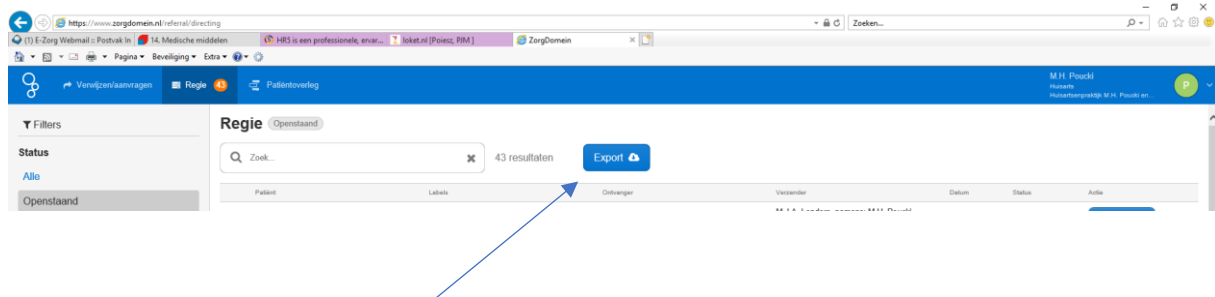 https://www.zorgdomein.nl/referral/directing
Zoeken...
(1) E-Zorg Webmail :: Postvak In
14. Medische middelen
HR5 is een professionele, ervar...
loket.nl [Poiesz, PJM ]
ZorgDomein
Pagina
Beveiliging
Extra
Verwijzen/aanvragen
Regie 43
Patiëntoverleg
M.H. Poucki
Huisarts
Huisartsenpraktijk M.H. Poucki en...
P
Filters
Regie Openstaand
Status
Zoek...
43 resultaten
Export
Alle
Patiënt Labels Ontvanger Verzender Datum Status Actie
Openstaand